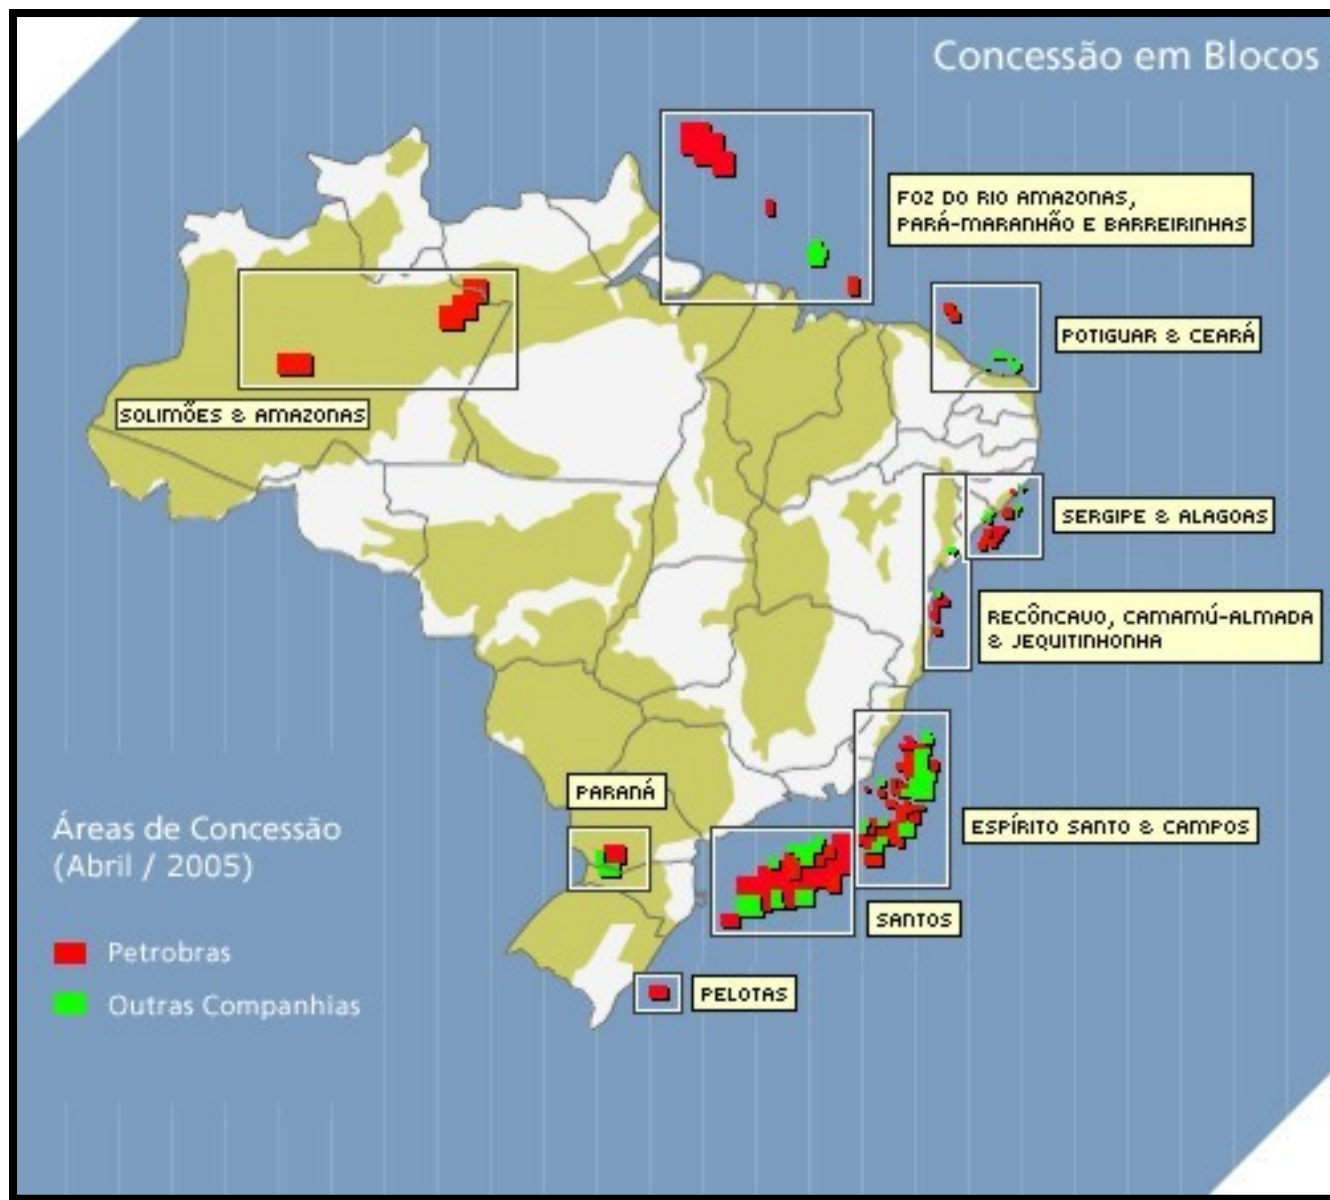 Concessão em Blocos
FOZ DO RIO AMAZONAS,
PARÁ-MARANHÃO E BARREIRINHAS
POTIGUAR & CEARÁ
SOLIMÕES & AMAZONAS
SERGIPE & ALAGOAS
RECÔNCAVO, CAMAMÚ-ALMADA
& JEQUITINHONHA
PARANÁ
ESPÍRITO SANTO & CAMPOS
Áreas de Concessão
(Abril / 2005)
SANTOS
Petrobras
PELOTAS
Outras Companhias